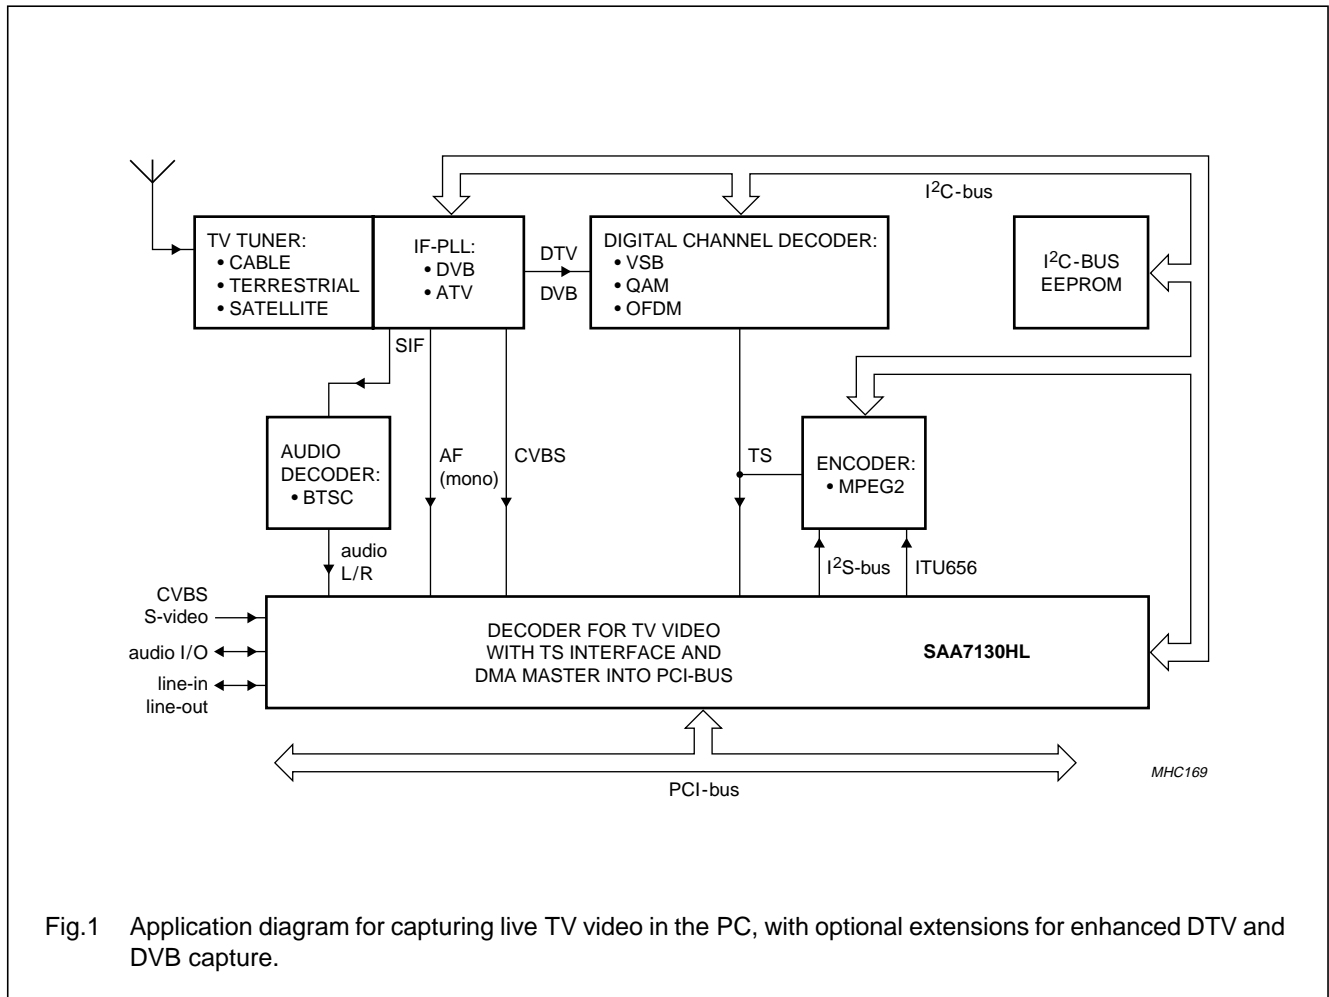 I²C-bus
TV TUNER:
• CABLE
• TERRESTRIAL
• SATELLITE
IF-PLL:
• DVB
• ATV
DTV
DVB
DIGITAL CHANNEL DECODER:
• VSB
• QAM
• OFDM
I²C-BUS
EEPROM
SIF
AUDIO
DECODER:
• BTSC
AF
(mono)
CVBS
TS
ENCODER:
• MPEG2
audio
L/R
I²S-bus
ITU656
CVBS
S-video
audio I/O
line-in
line-out
DECODER FOR TV VIDEO
WITH TS INTERFACE AND
DMA MASTER INTO PCI-BUS
SAA7130HL
PCI-bus
MHC169
Fig.1 Application diagram for capturing live TV video in the PC, with optional extensions for enhanced DTV and
DVB capture.